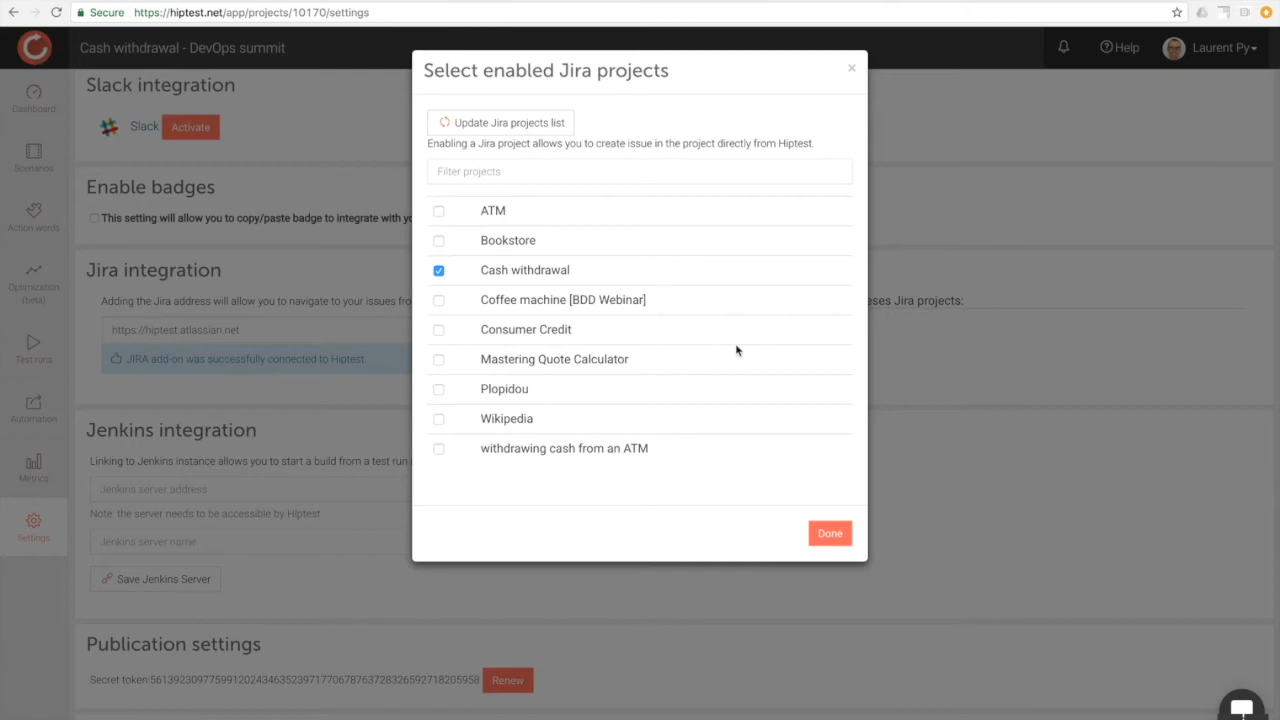 Secure https://hiptest.net/app/projects/10170/settings
Cash withdrawal - DevOps summit
Help
Laurent Py
Dashboard
Scenarios
Action words
Optimization
(beta)
Test runs
Automation
Metrics
Settings
Slack integration
Slack Activate
Enable badges
This setting will allow you to copy/paste badge to integrate with
Jira integration
Adding the Jira address will allow you to navigate to your issues
https://hiptest.atlassian.net
JIRA add-on was successfully connected to Hiptest
Jira projects:
Jenkins integration
Linking to Jenkins instance allows you to start a build from a test run
Jenkins server address
Note: the server needs to be accessible by Hiptest
Jenkins server name
Save Jenkins Server
Publication settings
Secret token: Renew
Select enabled Jira projects
×
Update Jira projects list
Enabling a Jira project allows you to create issue in the project directly from Hiptest.
Filter projects
ATM
Bookstore
Cash withdrawal
Coffee machine [BDD Webinar]
Consumer Credit
Mastering Quote Calculator
Plopidou
Wikipedia
withdrawing cash from an ATM
Done